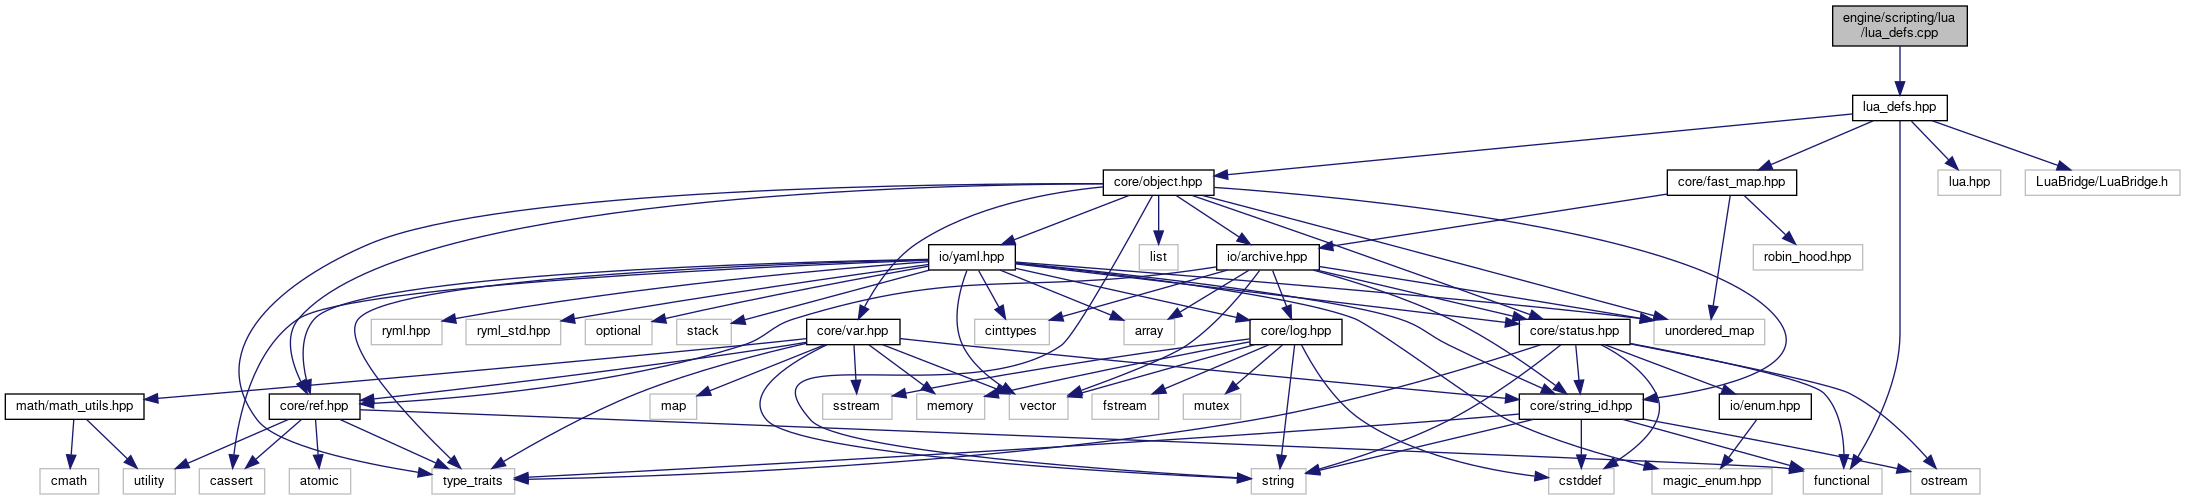 engine/scripting/lua
/lua_defs.cpp
lua_defs.hpp
core/object.hpp
core/fast_map.hpp
lua.hpp
LuaBridge/LuaBridge.h
io/yaml.hpp
list
io/archive.hpp
robin_hood.hpp
ryml.hpp
ryml_std.hpp
optional
stack
core/var.hpp
cinttypes
array
core/log.hpp
core/status.hpp
unordered_map
math/math_utils.hpp
core/ref.hpp
map
sstream
memory
vector
fstream
mutex
core/string_id.hpp
io/enum.hpp
cmath
utility
cassert
atomic
type_traits
string
cstddef
magic_enum.hpp
functional
ostream